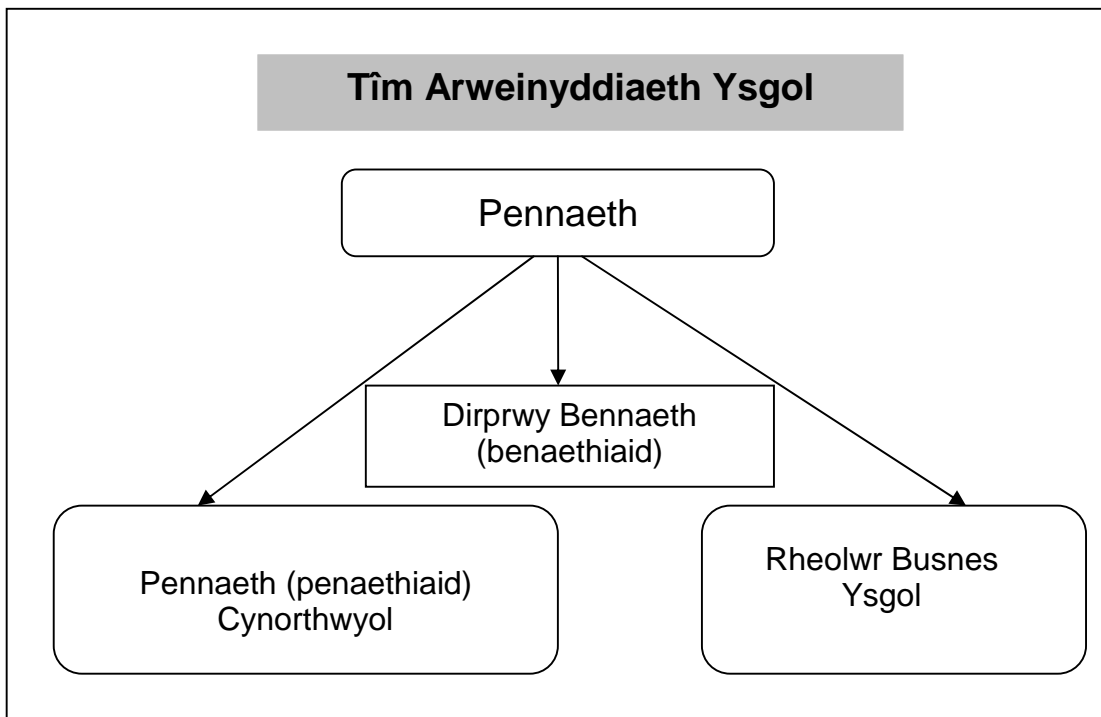 Tîm Arweinyddiaeth Ysgol
Pennaeth
Dirprwy Bennaeth
(benaethiaid)
Pennaeth (penaethiaid)
Cynorthwyol
Rheolwr Busnes
Ysgol